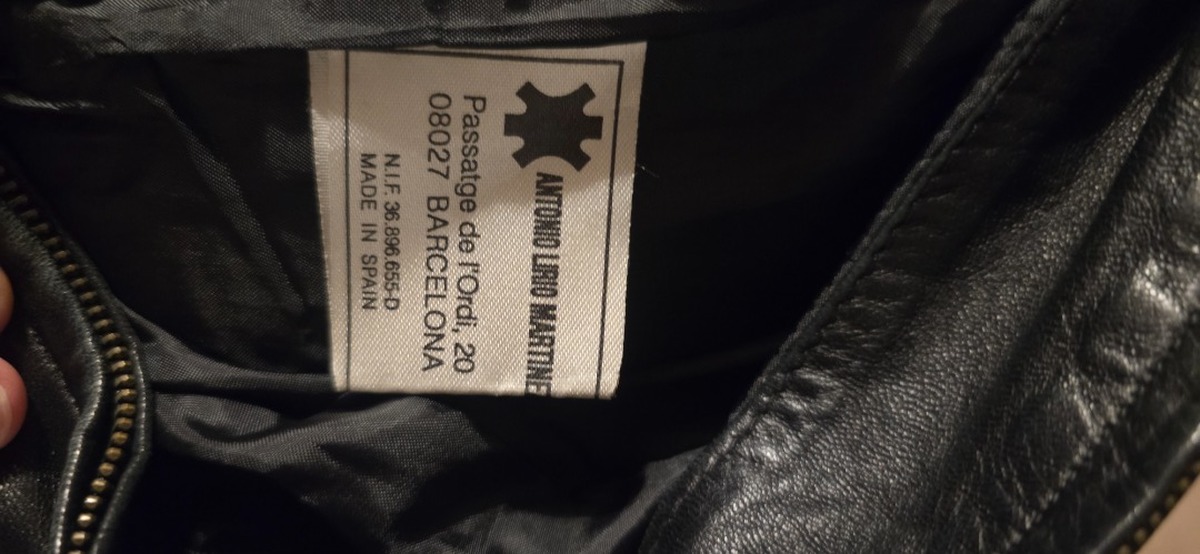 ANTONIO LIRIO MARTINE
Passatge de l'Ordi, 20
08027 BARCELONA
N.I.F. 36.896.655-D
MADE IN SPAIN